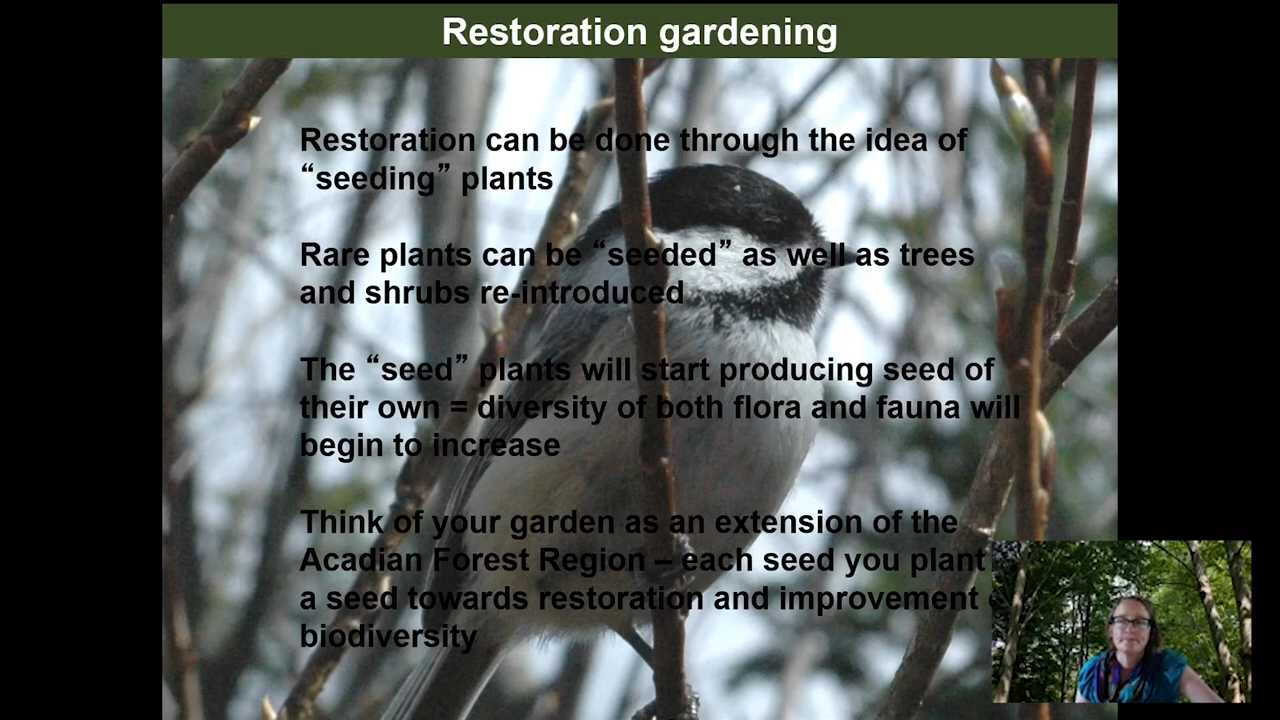 Restoration gardening
Restoration can be done through the idea of
“seeding” plants
Rare plants can be “seeded” as well as trees
and shrubs re-introduced
The “seed” plants will start producing seed of
their own = diversity of both flora and fauna will
begin to increase
Think of your garden as an extension of the
Acadian Forest Region – each seed you plant
a seed towards restoration and improvement
biodiversity